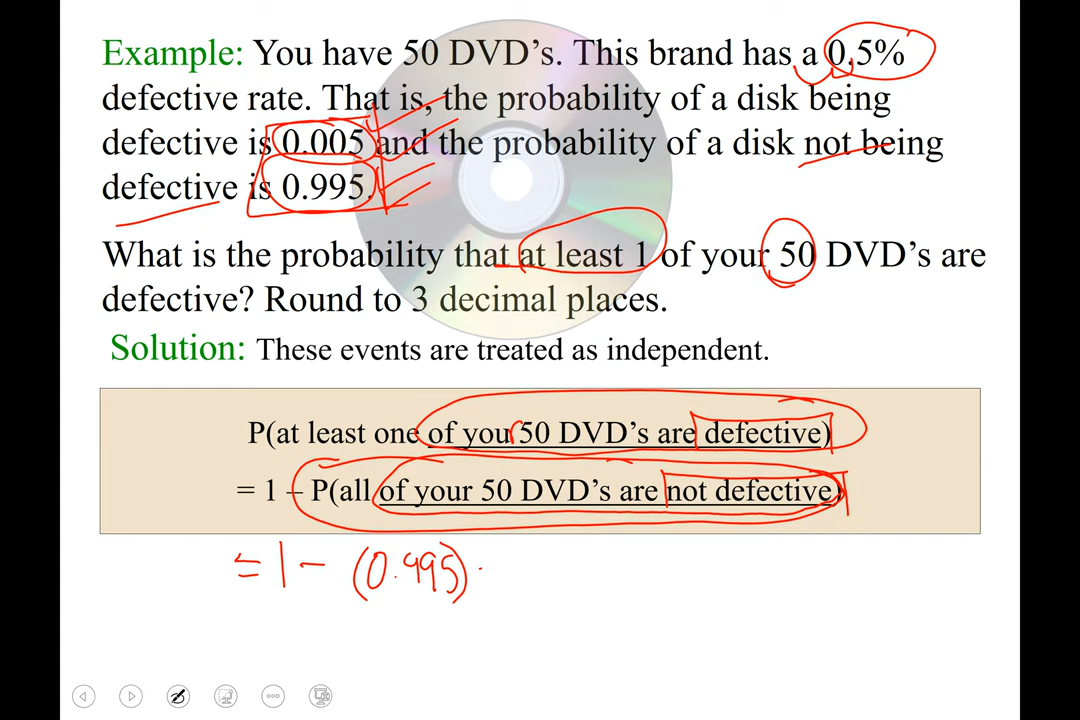 Example: You have 50 DVD’s. This brand has a 0.5%
defective rate. That is, the probability of a disk being
defective is 0.005 and the probability of a disk not being
defective is 0.995.
What is the probability that at least 1 of your 50 DVD’s are
defective? Round to 3 decimal places.
Solution: These events are treated as independent.
P(at least one of your 50 DVD’s are defective)
= 1 – P(all of your 50 DVD’s are not defective)
= 1 - (0.995) ·